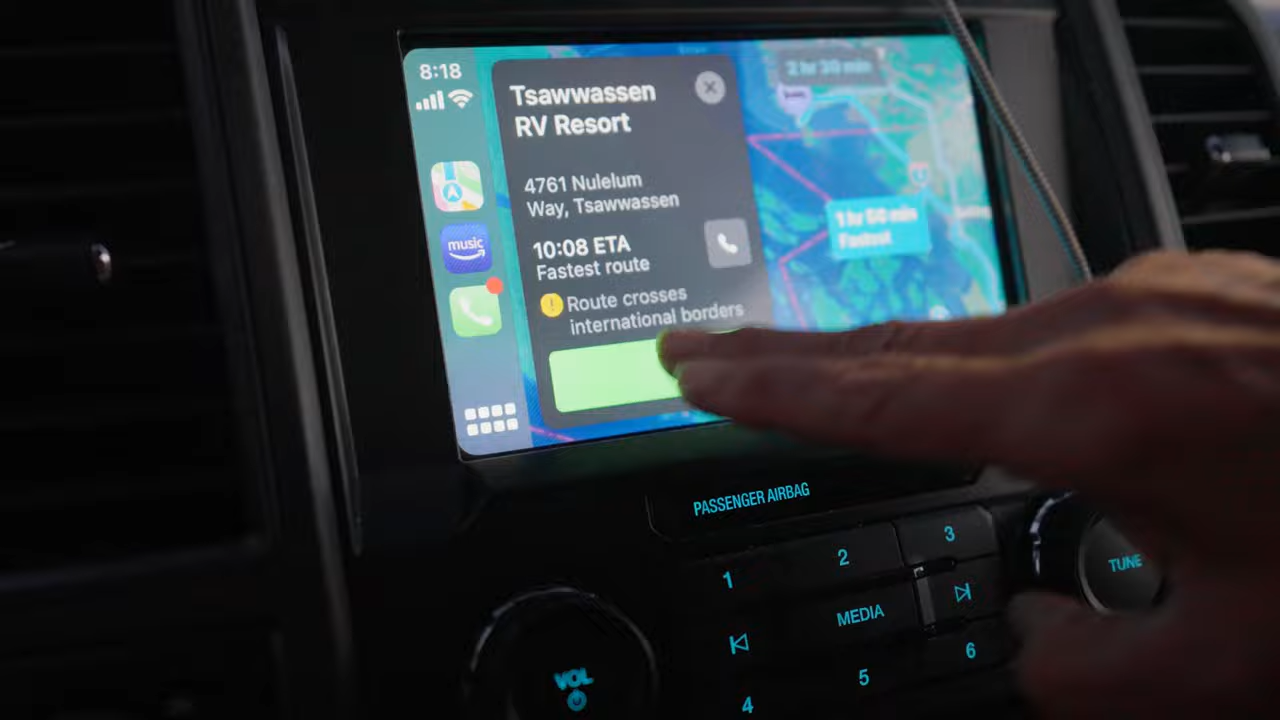 8:18
music
Tsawwassen
RV Resort
4761 Nulelum
Way, Tsawwassen
10:08 ETA
Fastest route
Route crosses
international borders
2 hr 30 min
1 hr 50 min
Fastest
PASSENGER AIRBAG
1
2
3
MEDIA
TUNE
VOL
4
5
6